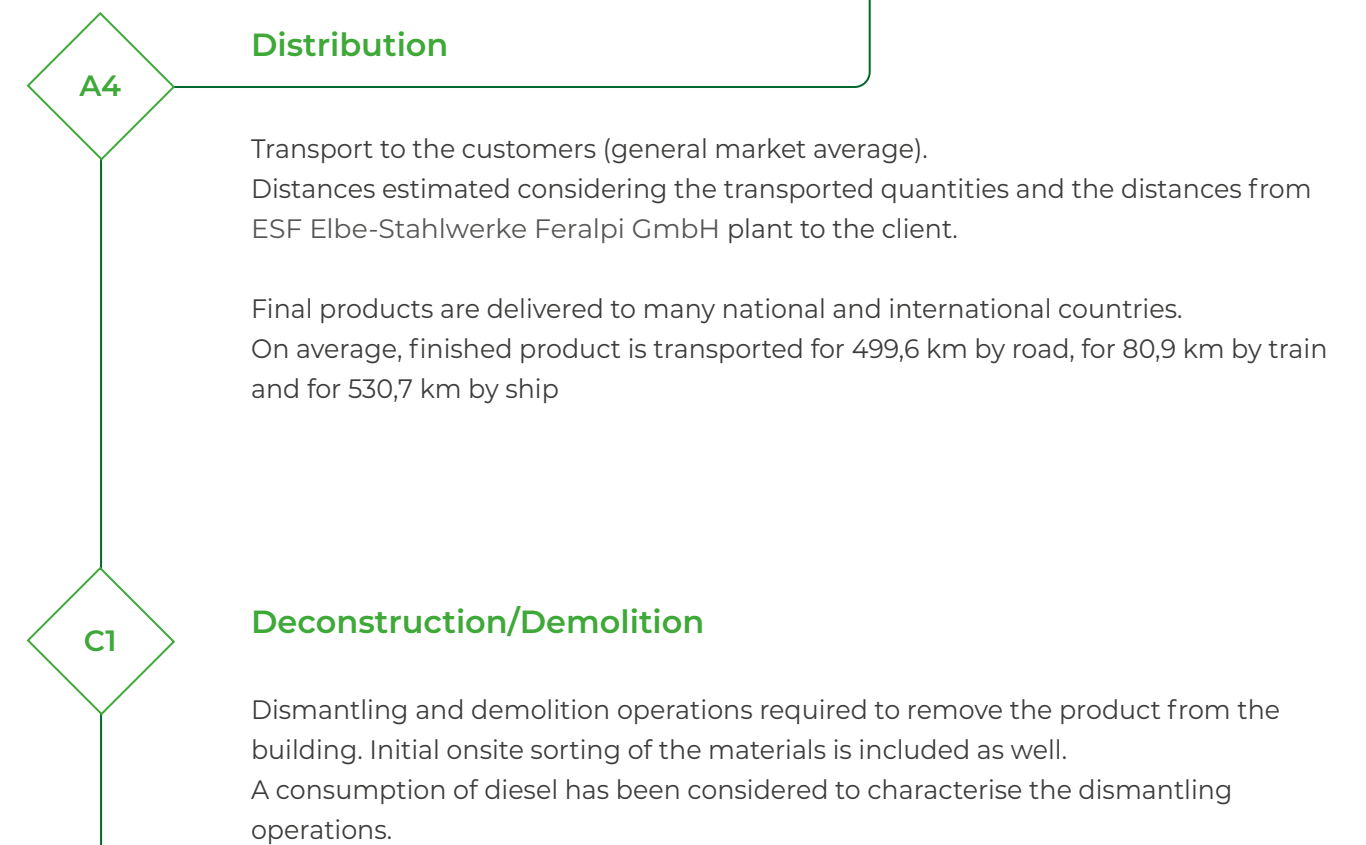 A4
Distribution
Transport to the customers (general market average).
Distances estimated considering the transported quantities and the distances from
ESF Elbe-Stahlwerke Feralpi GmbH plant to the client.
Final products are delivered to many national and international countries.
On average, finished product is transported for 499,6 km by road, for 80,9 km by train
and for 530,7 km by ship
C1
Deconstruction/Demolition
Dismantling and demolition operations required to remove the product from the
building. Initial onsite sorting of the materials is included as well.
A consumption of diesel has been considered to characterise the dismantling
operations.